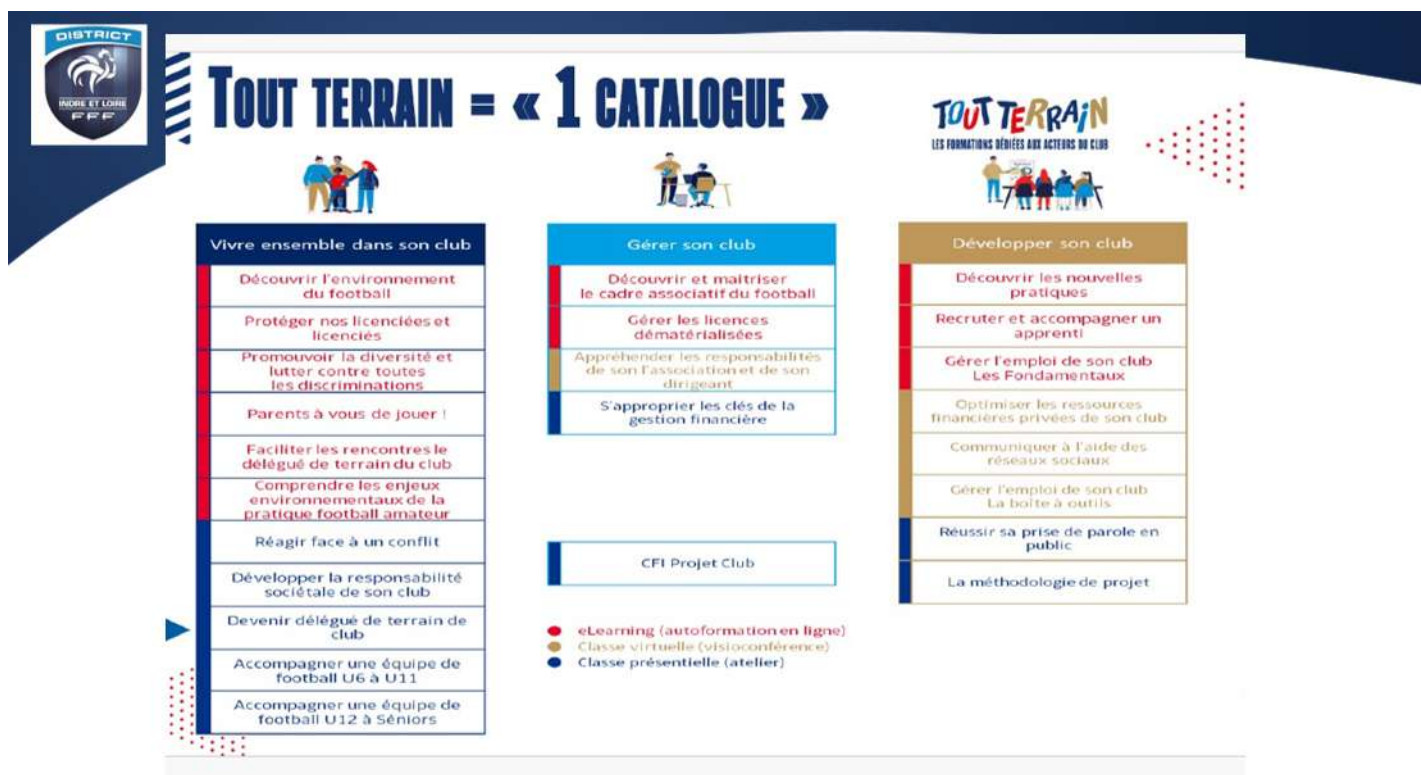 DISTRICT
INDRE ET LOIRE
FFF
TOUT TERRAIN = « 1 CATALOGUE »
TOUT TERRAIN
LES FORMATIONS DÉDIÉES AUX ACTEURS DU CLUB
Vivre ensemble dans son club
Découvrir l'environnement
du football
Protéger nos licenciées et
licenciés
Promouvoir la diversité et
lutter contre toutes
les discriminations
Parents à vous de jouer !
Faciliter les rencontres le
délégué de terrain du club
Comprendre les enjeux
environnementaux de la
pratique football amateur
Réagir face à un conflit
Développer la responsabilité
sociétale de son club
Devenir délégué de terrain de
club
Accompagner une équipe de
football U6 à U11
Accompagner une équipe de
football U12 à Séniors
Gérer son club
Découvrir et maitriser
le cadre associatif du football
Gérer les licences
dématérialisées
Appréhender les responsabilités
de son l'association et de son
dirigeant
S'approprier les clés de la
gestion financière
CFI Projet Club
eLearning (autoformation en ligne)
Classe virtuelle (visioconférence)
Classe présentielle (atelier)
Développer son club
Découvrir les nouvelles
pratiques
Recruter et accompagner un
apprenti
Gérer l'emploi de son club
Les Fondamentaux
Optimiser les ressources
financières privées de son club
Communiquer à l'aide des
réseaux sociaux
Gérer l'emploi de son club
La boîte à outils
Réussir sa prise de parole en
public
La méthodologie de projet